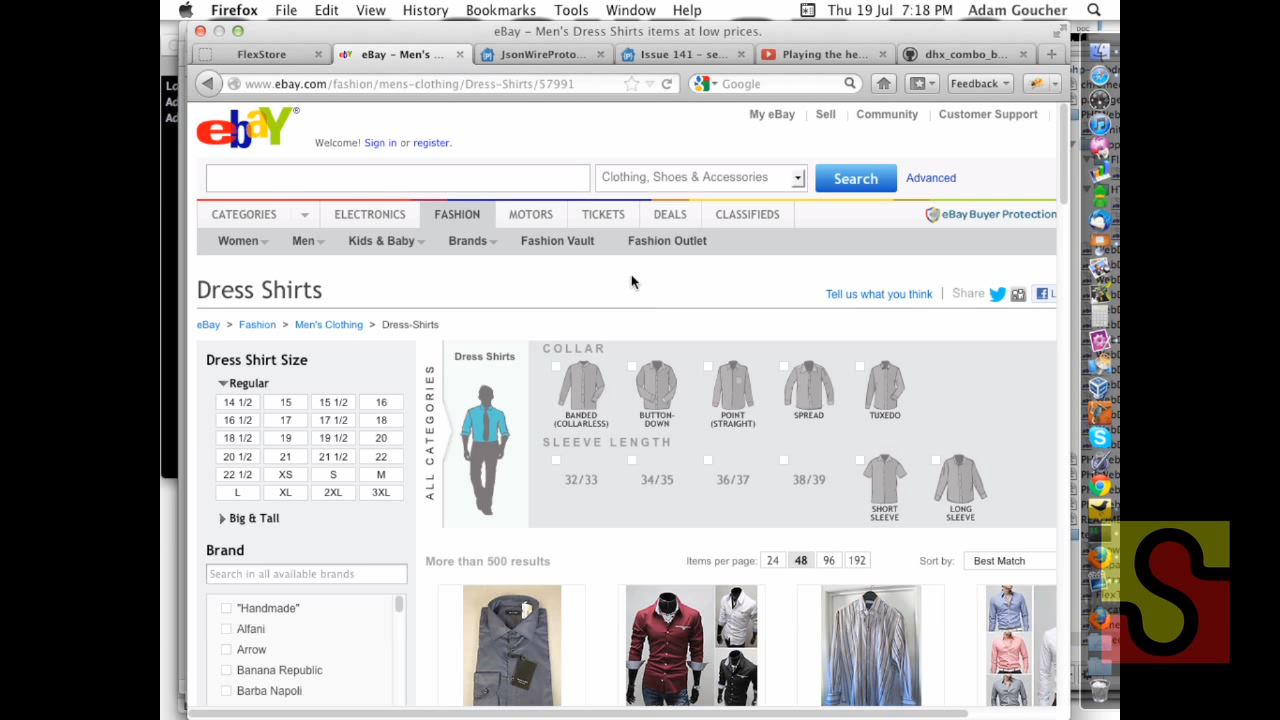 Firefox File Edit View History Bookmarks Tools Window Help Thu 19 Jul 7:18 PM Adam Goucher
eBay – Men's Dress Shirts items at low prices.
FlexStore eBay – Men's ... JsonWireProto... Issue 141 – se... Playing the he... dhx_combo_b...
www.ebay.com/fashion/mens-clothing/Dress-Shirts/57991 Google Feedback
ebay®
My eBay Sell Community Customer Support
Welcome! Sign in or register.
Clothing, Shoes & Accessories Search Advanced
CATEGORIES ELECTRONICS FASHION MOTORS TICKETS DEALS CLASSIFIEDS eBay Buyer Protection
Women Men Kids & Baby Brands Fashion Vault Fashion Outlet
Dress Shirts
Tell us what you think Share
eBay > Fashion > Men's Clothing > Dress-Shirts
Dress Shirt Size
Regular
14 1/2 15 15 1/2 16
16 1/2 17 17 1/2 18
18 1/2 19 19 1/2 20
20 1/2 21 21 1/2 22
22 1/2 XS S M
L XL 2XL 3XL
Big & Tall
ALL CATEGORIES
Dress Shirts
COLLAR
BANDED (COLLARLESS)
BUTTON-DOWN
POINT (STRAIGHT)
SPREAD
TUXEDO
SLEEVE LENGTH
32/33 34/35 36/37 38/39
SHORT SLEEVE
LONG SLEEVE
Brand
Search in all available brands
"Handmade"
Alfani
Arrow
Banana Republic
Barba Napoli
More than 500 results Items per page: 24 48 96 192 Sort by: Best Match